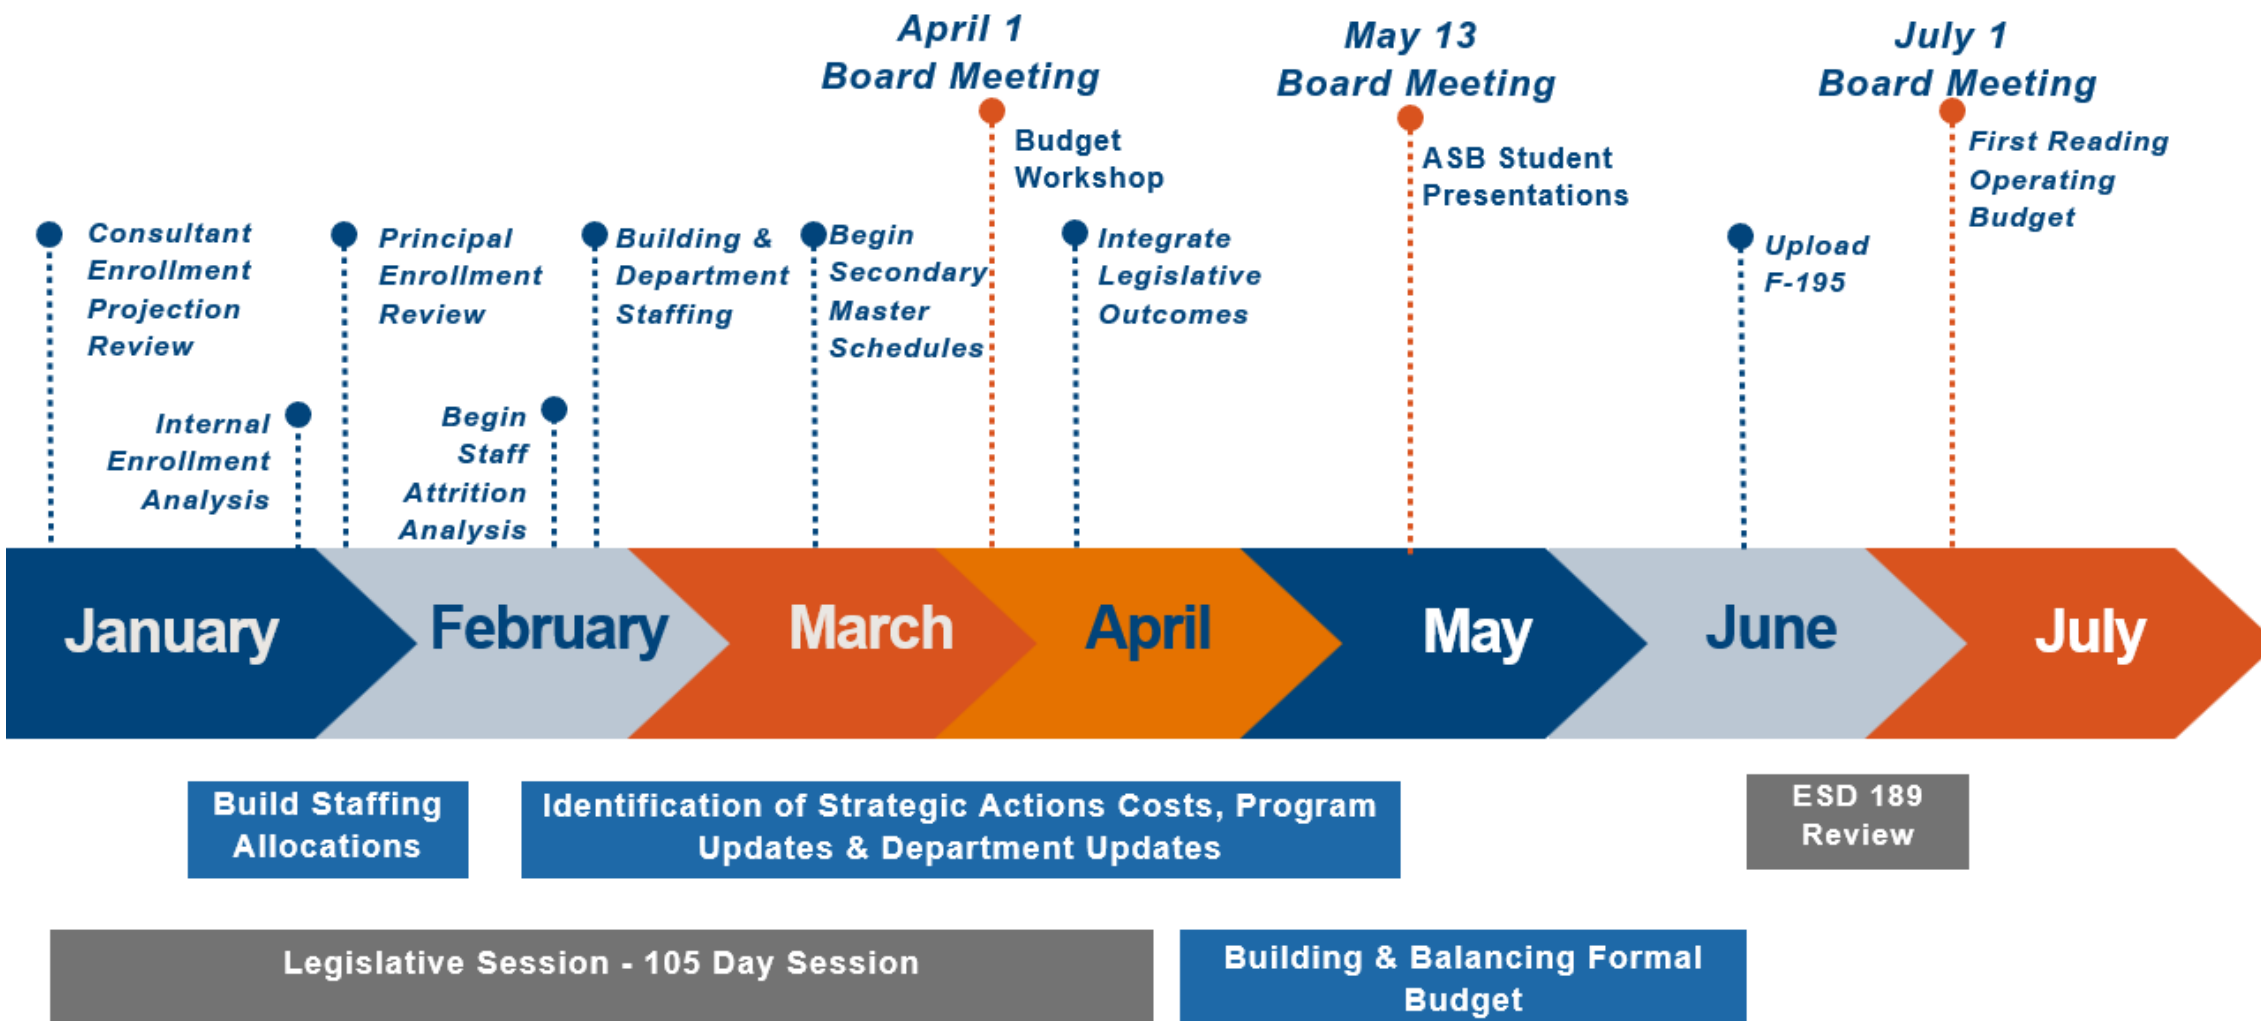 April 1
Board Meeting
Budget
Workshop
May 13
Board Meeting
ASB Student
Presentations
July 1
Board Meeting
First Reading
Operating
Budget
Consultant
Enrollment
Projection
Review
Internal
Enrollment
Analysis
Principal
Enrollment
Review
Begin
Staff
Attrition
Analysis
Building &
Department
Staffing
Begin
Secondary
Master
Schedules
Integrate
Legislative
Outcomes
Upload
F-195
January
February
March
April
May
June
July
Build Staffing
Allocations
Identification of Strategic Actions Costs, Program
Updates & Department Updates
ESD 189
Review
Legislative Session - 105 Day Session
Building & Balancing Formal
Budget